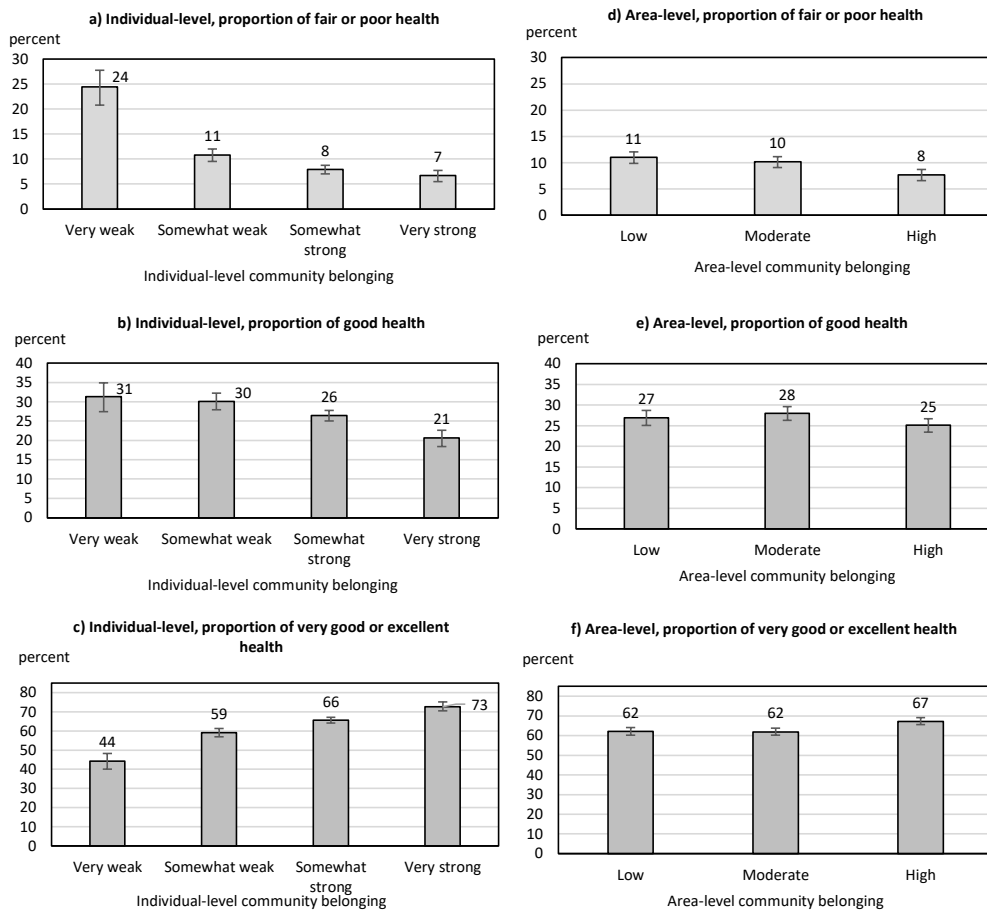 a) Individual-level, proportion of fair or poor health
percent
30
25
20
15
10
5
0
24
11
8
7
Very weak
Somewhat weak
Somewhat
strong
Very strong
Individual-level community belonging
d) Area-level, proportion of fair or poor health
percent
30
25
20
15
10
5
0
11
10
8
Low
Moderate
High
Area-level community belonging
b) Individual-level, proportion of good health
percent
40
35
30
25
20
15
10
5
0
31
30
26
21
Very weak
Somewhat weak
Somewhat
strong
Very strong
Individual-level community belonging
e) Area-level, proportion of good health
percent
40
35
30
25
20
15
10
5
0
27
28
25
Low
Moderate
High
Area-level community belonging
c) Individual-level, proportion of very good or excellent
health
percent
80
70
60
50
40
30
20
10
0
44
59
66
73
Very weak
Somewhat weak
Somewhat
strong
Very strong
Individual-level community belonging
f) Area-level, proportion of very good or excellent health
percent
80
70
60
50
40
30
20
10
0
62
62
67
Low
Moderate
High
Area-level community belonging